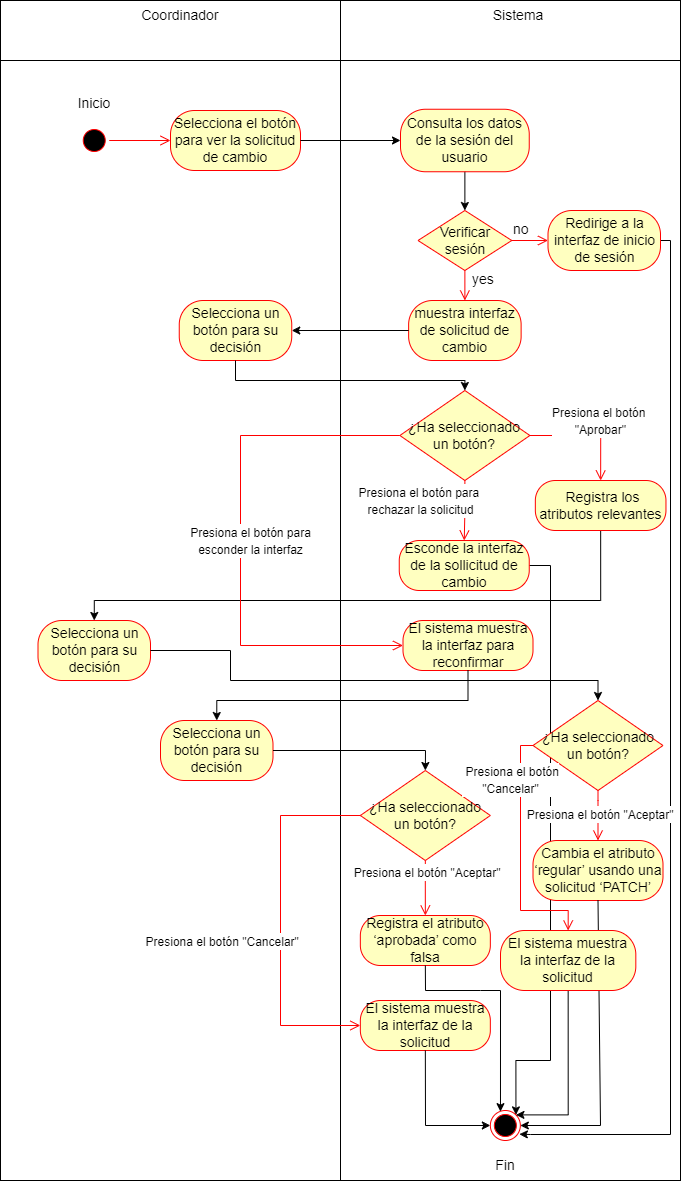 Coordinador
Sistema
Inicio
Selecciona el botón
para ver la solicitud
de cambio
Consulta los datos
de la sesión del
usuario
Verificar
sesión
no
Redirige a la
interfaz de inicio
de sesión
yes
muestra interfaz
de solicitud de
cambio
Selecciona un
botón para su
decisión
¿Ha seleccionado
un botón?
Presiona el botón
"Aprobar"
Presiona el botón para
rechazar la solicitud
Registra los
atributos relevantes
Presiona el botón para
esconder la interfaz
Esconde la interfaz
de la sollicitud de
cambio
Selecciona un
botón para su
decisión
El sistema muestra
la interfaz para
reconfirmar
Selecciona un
botón para su
decisión
¿Ha seleccionado
un botón?
Presiona el botón
"Cancelar"
Presiona el botón "Aceptar"
¿Ha seleccionado
un botón?
Cambia el atributo
‘regular’ usando una
solicitud ‘PATCH’
Presiona el botón "Aceptar"
Presiona el botón "Cancelar"
Registra el atributo
‘aprobada’ como
falsa
El sistema muestra
la interfaz de la
solicitud
El sistema muestra
la interfaz de la
solicitud
Fin